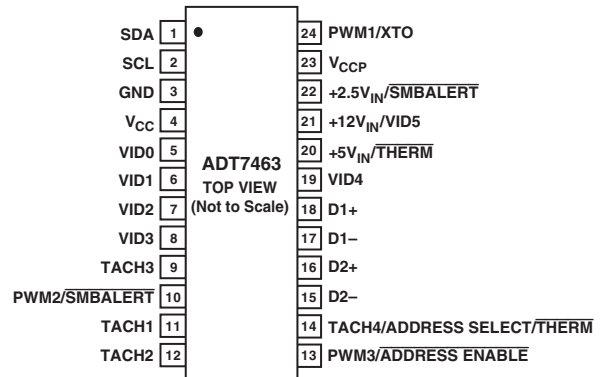 SDA 1
SCL 2
GND 3
VCC 4
VID0 5
VID1 6
VID2 7
VID3 8
TACH3 9
PWM2/SMBALERT 10
TACH1 11
TACH2 12
ADT7463
TOP VIEW
(Not to Scale)
24 PWM1/XTO
23 VCCP
22 +2.5VIN/SMBALERT
21 +12VIN/VID5
20 +5VIN/THERM
19 VID4
18 D1+
17 D1–
16 D2+
15 D2–
14 TACH4/ADDRESS SELECT/THERM
13 PWM3/ADDRESS ENABLE